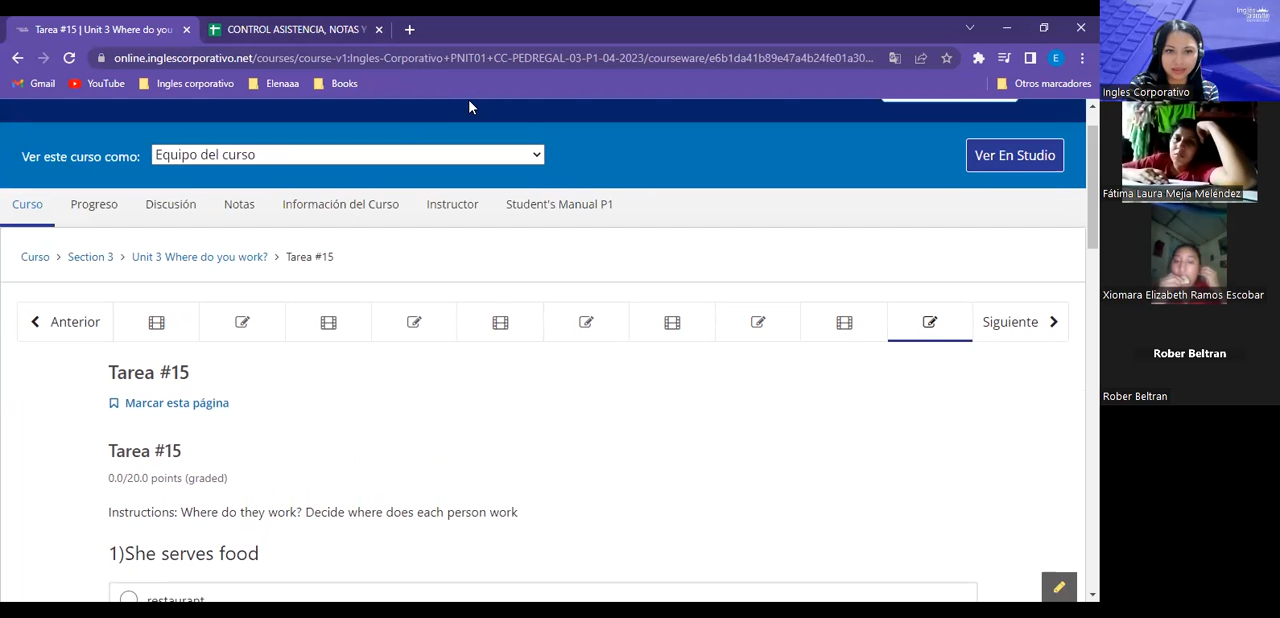 Tarea #15 | Unit 3 Where do you
CONTROL ASISTENCIA, NOTAS Y
online.inglescorporativo.net/courses/course-v1:Ingles-Corporativo+PNIT01+CC-PEDREGAL-03-P1-04-2023/courseware/e6b1da41b89e47a4b24fe01a30...
E
Gmail
YouTube
Ingles corporativo
Elenaaa
Books
Otros marcadores
Ver este curso como:
Equipo del curso
Ver En Studio
Curso
Progreso
Discusión
Notas
Información del Curso
Instructor
Student's Manual P1
Curso > Section 3 > Unit 3 Where do you work? > Tarea #15
Anterior
Siguiente
Tarea #15
Marcar esta página
Tarea #15
0.0/20.0 points (graded)
Instructions: Where do they work? Decide where does each person work
1)She serves food
restaurant
Ingles Corporativo
Fátima Laura Mejía Meléndez
Xiomara Elizabeth Ramos Escobar
Rober Beltran
Rober Beltran